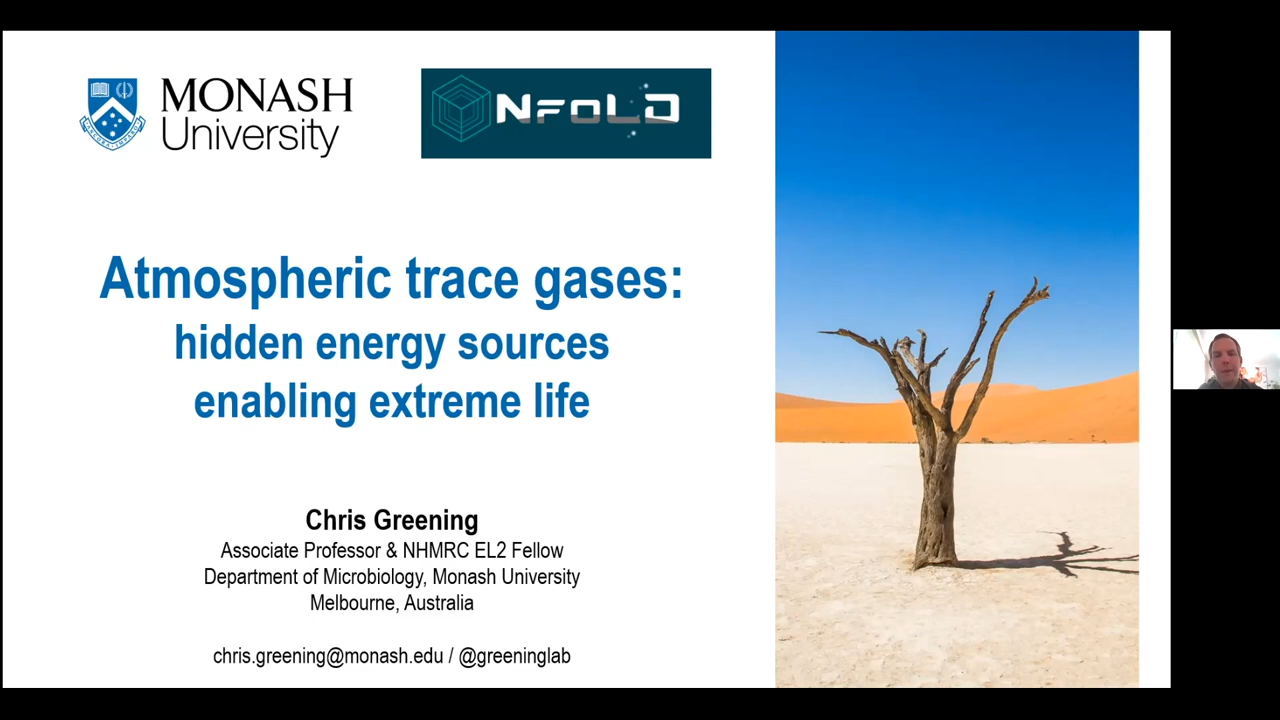 MONASH
University
NFOLD
Atmospheric trace gases:
hidden energy sources
enabling extreme life
Chris Greening
Associate Professor & NHMRC EL2 Fellow
Department of Microbiology, Monash University
Melbourne, Australia
chris.greening@monash.edu / @greeninglab